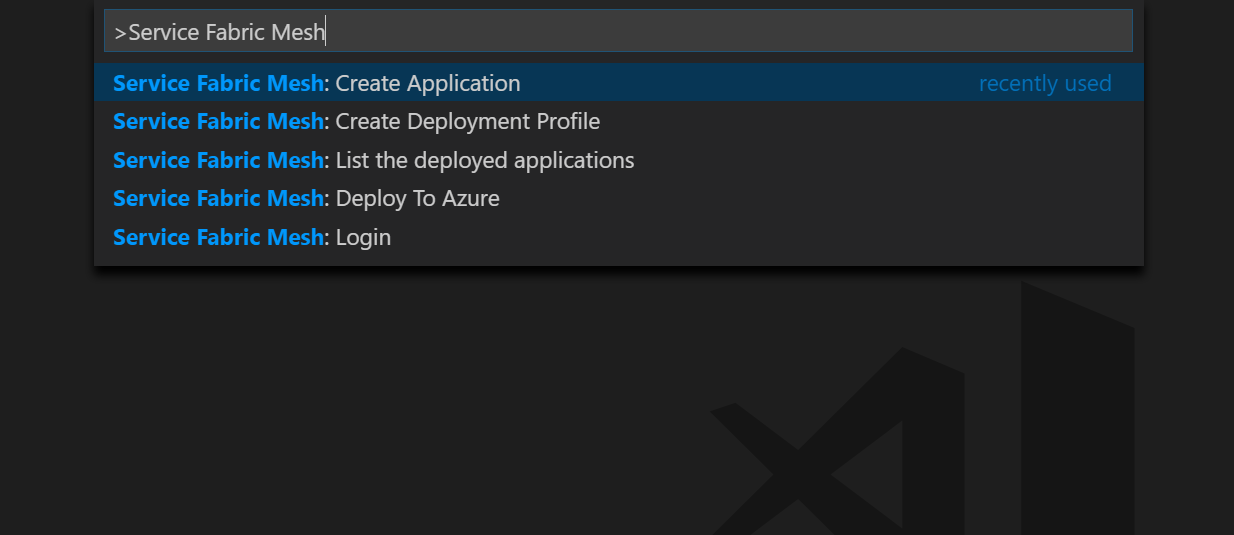 >Service Fabric Mesh
Service Fabric Mesh: Create Application recently used
Service Fabric Mesh: Create Deployment Profile
Service Fabric Mesh: List the deployed applications
Service Fabric Mesh: Deploy To Azure
Service Fabric Mesh: Login